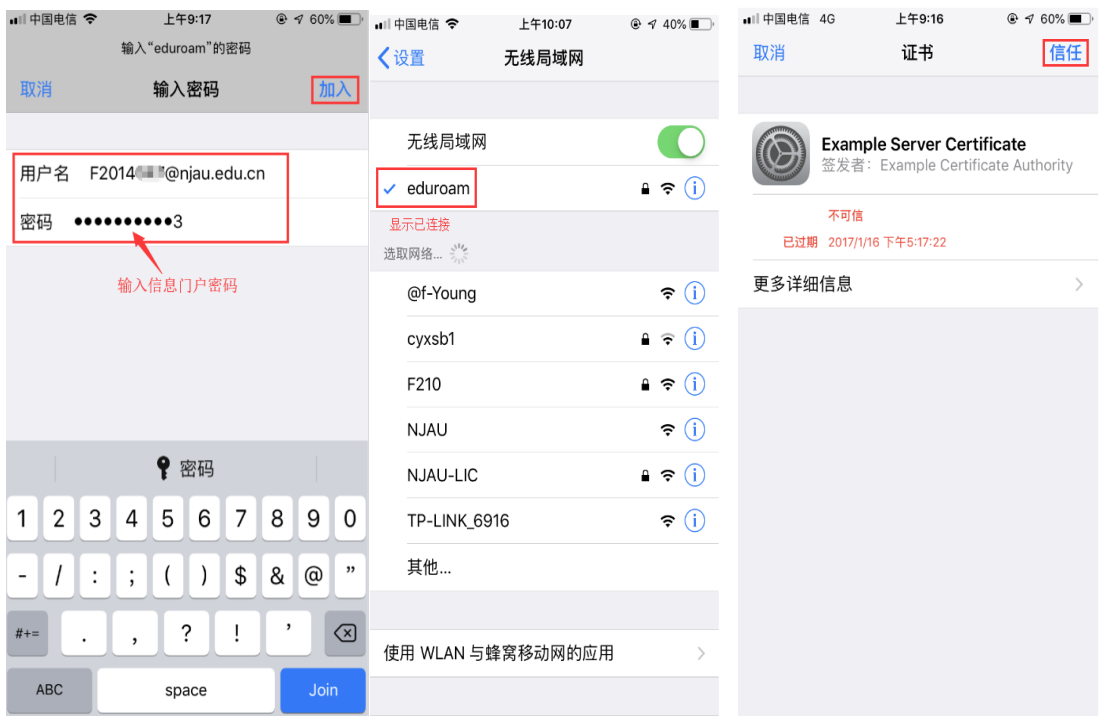 中国电信 上午9:17 60%
输入“eduroam”的密码
取消 输入密码 加入
用户名 F2014 @njau.edu.cn
密码 ●●●●●●●●●●3
输入信息门户密码
密码
1 2 3 4 5 6 7 8 9 0
- / : ; ( ) $ & @ ”
#+= . , ? ! ’
ABC space Join
中国电信 上午10:07 40%
设置 无线局域网
无线局域网
eduroam
显示已连接
选取网络...
@f-Young
cyxsb1
F210
NJAU
NJAU-LIC
TP-LINK_6916
其他...
使用 WLAN 与蜂窝移动网的应用
中国电信 4G 上午9:16 60%
取消 证书 信任
Example Server Certificate
签发者: Example Certificate Authority
不可信
已过期 2017/1/16 下午5:17:22
更多详细信息